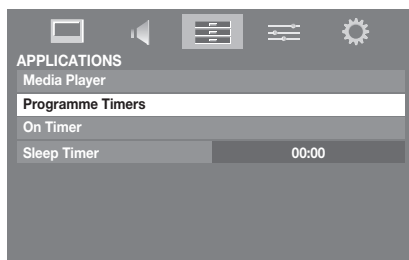 APPLICATIONS
Media Player
Programme Timers
On Timer
Sleep Timer 00:00